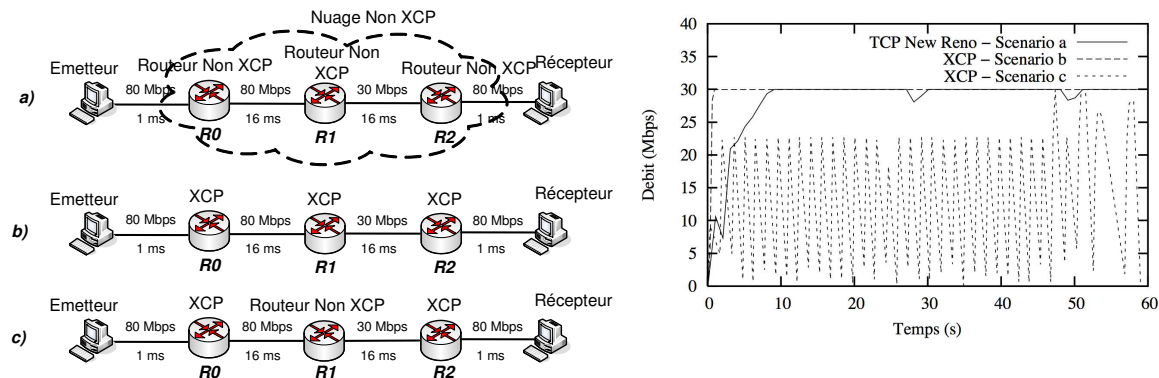 Nuage Non XCP
a)
Emetteur
Routeur Non XCP
Routeur Non
XCP
Routeur Non XCP
Récepteur
80 Mbps
80 Mbps
30 Mbps
80 Mbps
1 ms
16 ms
16 ms
1 ms
R0
R1
R2
b)
XCP
XCP
XCP
Récepteur
80 Mbps
80 Mbps
30 Mbps
80 Mbps
1 ms
16 ms
16 ms
1 ms
R0
R1
R2
c)
Emetteur
XCP
Routeur Non XCP
XCP
Récepteur
80 Mbps
80 Mbps
30 Mbps
80 Mbps
1 ms
16 ms
16 ms
1 ms
R0
R1
R2
TCP New Reno – Scenario a
XCP – Scenario b
XCP – Scenario c
Debit (Mbps)
40
35
30
25
20
15
10
5
0
0 10 20 30 40 50 60
Temps (s)